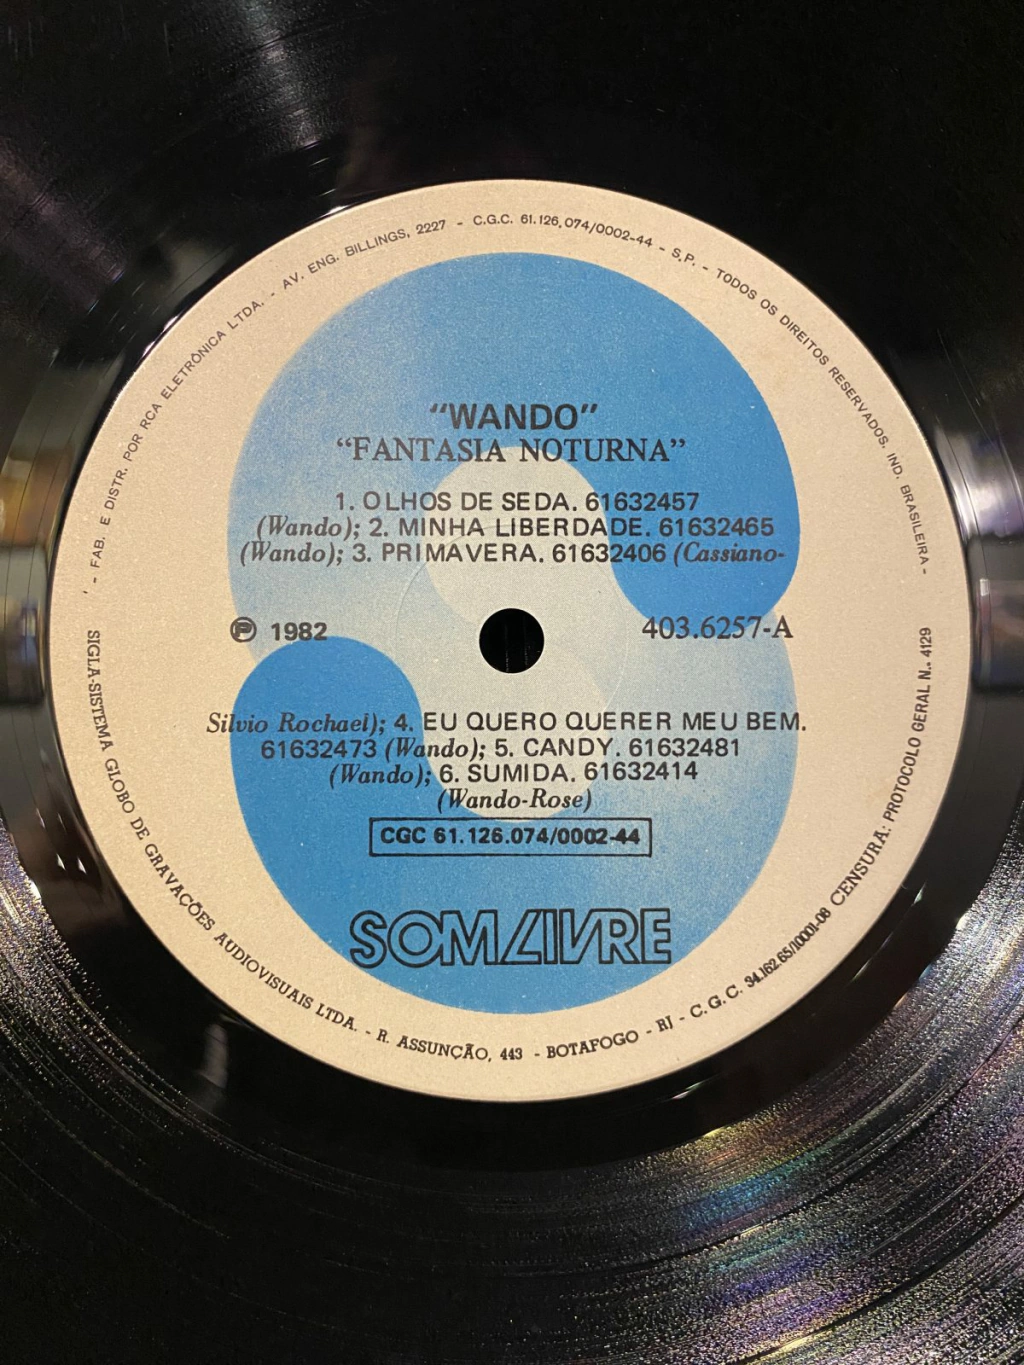 - FAB. E DISTR. POR RCA ELETRÔNICA LTDA. - AV. ENG. BILLINGS, 2227 - C.G.C. 61.126.074/0002-44 - S.P. - TODOS OS DIREITOS RESERVADOS. IND. BRASILEIRA -
"WANDO"
"FANTASIA NOTURNA"
1. OLHOS DE SEDA. 61632457
(Wando); 2. MINHA LIBERDADE. 61632465
(Wando); 3. PRIMAVERA. 61632406 (Cassiano-
Ⓟ 1982
403.6257-A
Silvio Rochael); 4. EU QUERO QUERER MEU BEM.
61632473 (Wando); 5. CANDY. 61632481
(Wando); 6. SUMIDA. 61632414
(Wando-Rose)
CGC 61.126.074/0002-44
SOM LIVRE
SIGLA-SISTEMA GLOBO DE GRAVAÇÕES AUDIOVISUAIS LTDA. - R. ASSUNÇÃO, 443 - BOTAFOGO - RJ - C.G.C. 34.162.651/0001-08 CENSURA: PROTOCOLO GERAL N.º 4129